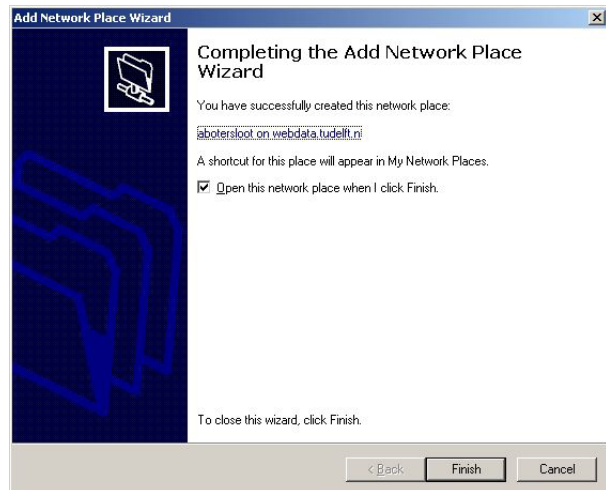 Add Network Place Wizard
Completing the Add Network Place
Wizard
You have successfully created this network place:
abotersloot on webdata.tudelft.nl
A shortcut for this place will appear in My Network Places.
Open this network place when I click Finish.
To close this wizard, click Finish.
< Back
Finish
Cancel